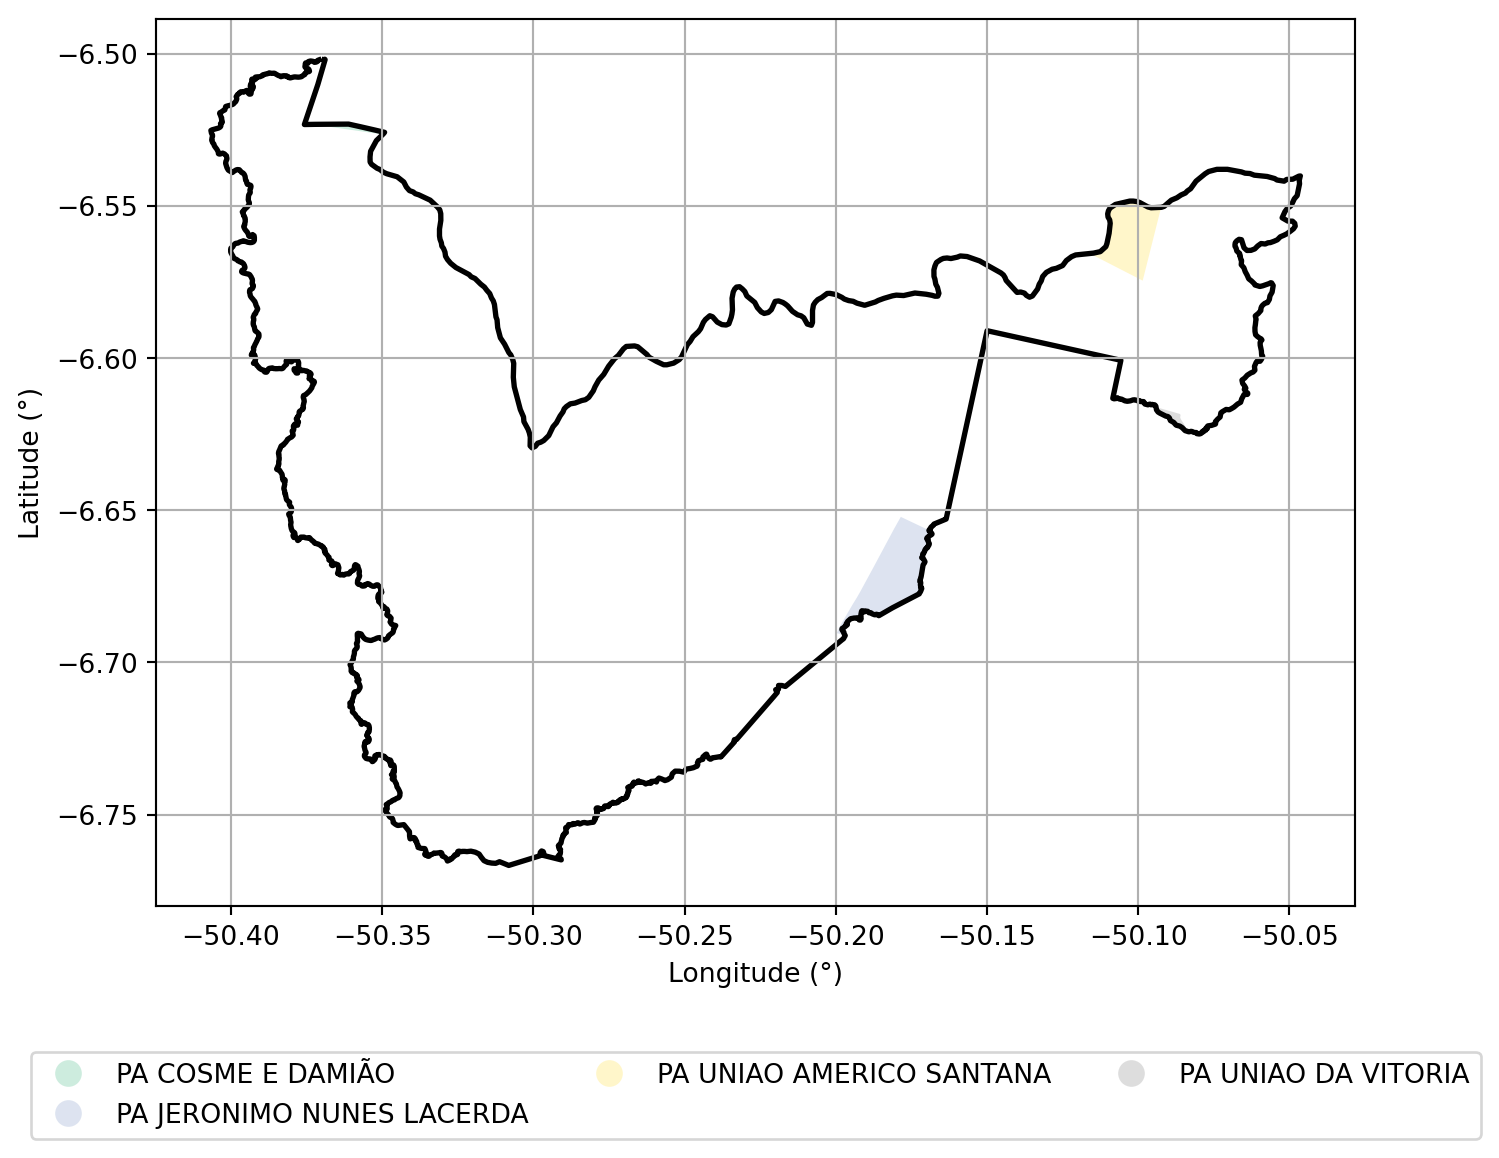 −6.50
−6.55
−6.60
−6.65
−6.70
−6.75
Latitude (°)
−50.40 −50.35 −50.30 −50.25 −50.20 −50.15 −50.10 −50.05
Longitude (°)
PA COSME E DAMIÃO PA UNIAO AMERICO SANTANA PA UNIAO DA VITORIA
PA JERONIMO NUNES LACERDA